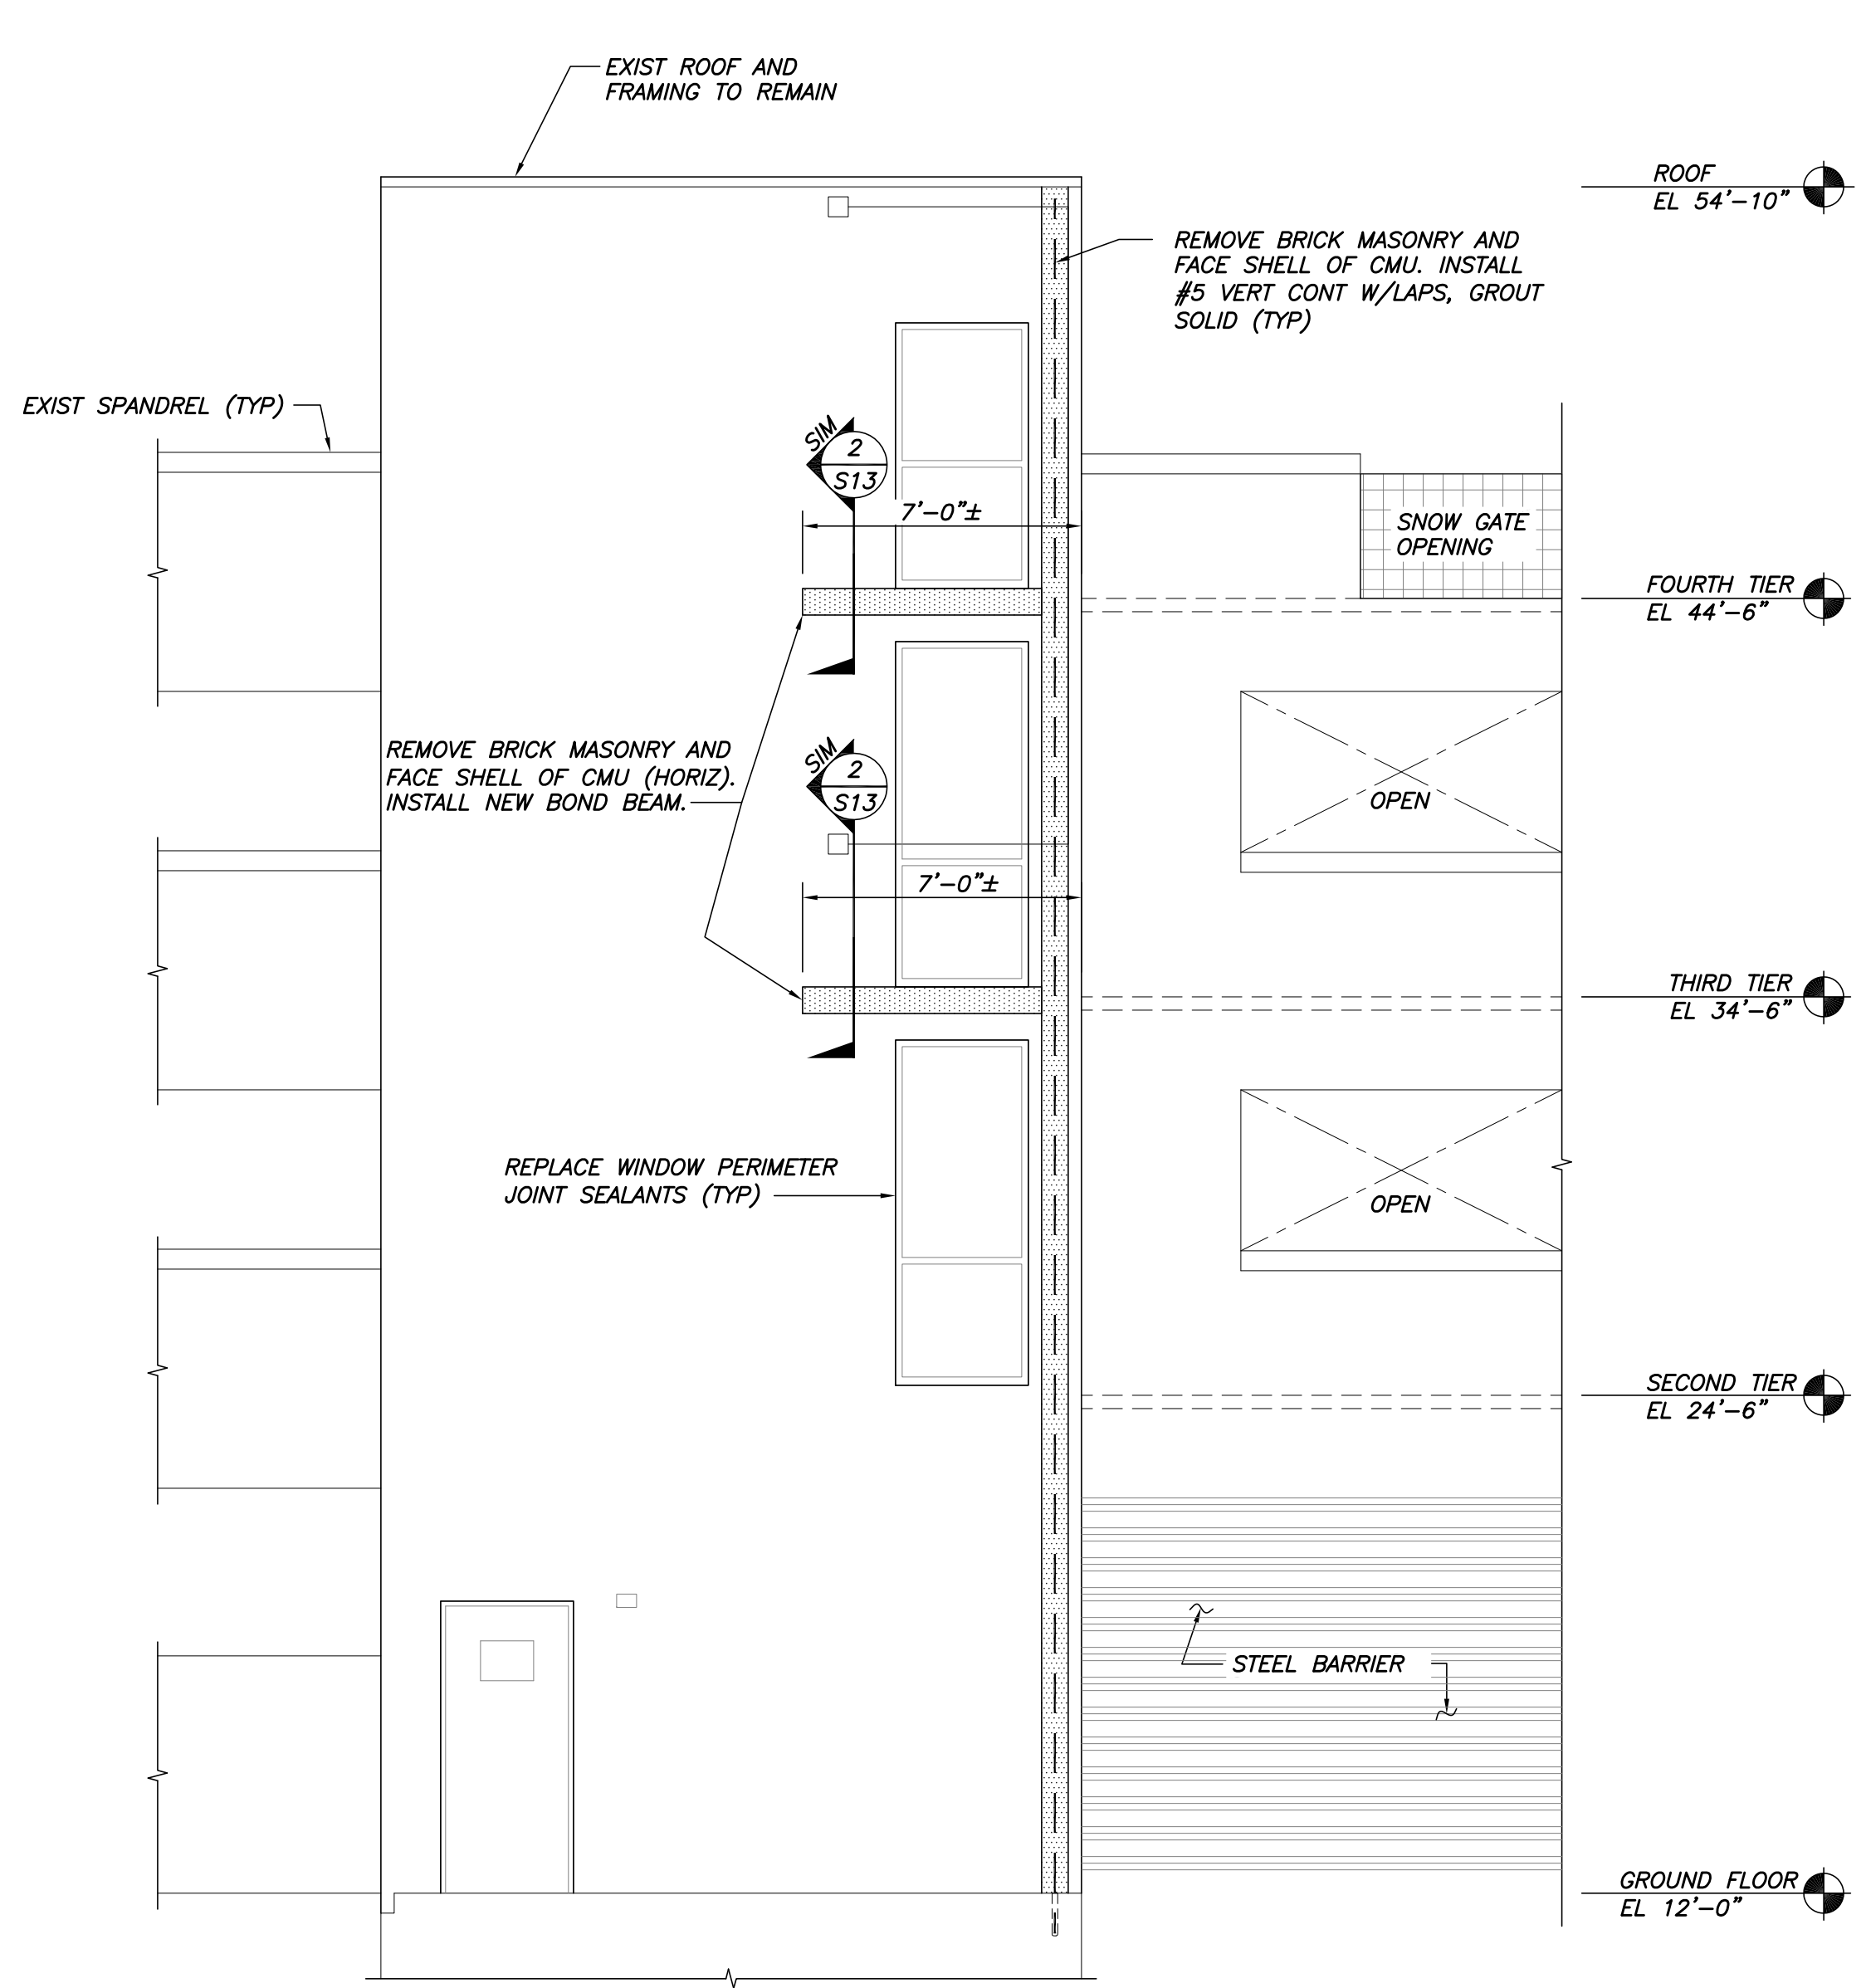 EXIST ROOF AND
FRAMING TO REMAIN
ROOF
EL 54'-10"
REMOVE BRICK MASONRY AND
FACE SHELL OF CMU. INSTALL
#5 VERT CONT W/LAPS, GROUT
SOLID (TYP)
EXIST SPANDREL (TYP)
SIM
2
S13
7'-0"±
SNOW GATE
OPENING
FOURTH TIER
EL 44'-6"
REMOVE BRICK MASONRY AND
FACE SHELL OF CMU (HORIZ).
INSTALL NEW BOND BEAM.
SIM
2
S13
OPEN
7'-0"±
THIRD TIER
EL 34'-6"
REPLACE WINDOW PERIMETER
JOINT SEALANTS (TYP)
OPEN
SECOND TIER
EL 24'-6"
STEEL BARRIER
GROUND FLOOR
EL 12'-0"